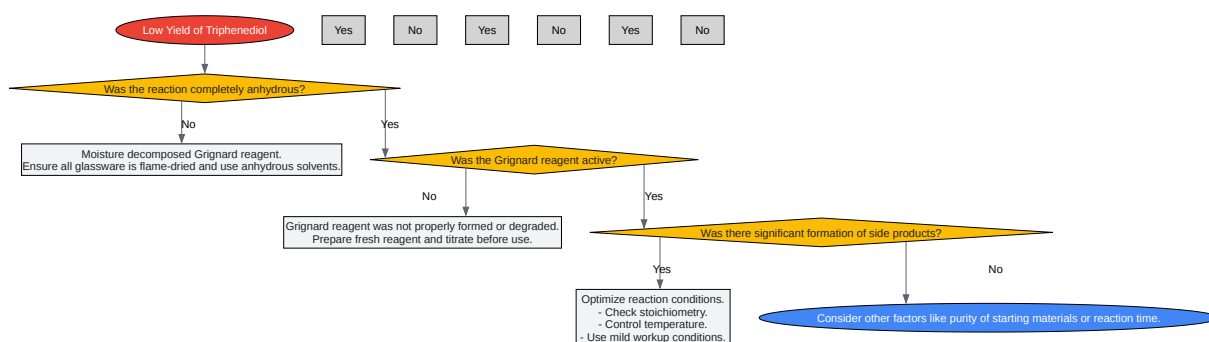 Low Yield of Triphenediol
Yes
No
Yes
No
Yes
No
Was the reaction completely anhydrous?
No
Yes
Moisture decomposed Grignard reagent.
Ensure all glassware is flame-dried and use anhydrous solvents.
Was the Grignard reagent active?
No
Yes
Grignard reagent was not properly formed or degraded.
Prepare fresh reagent and titrate before use.
Was there significant formation of side products?
Yes
No
Optimize reaction conditions.
- Check stoichiometry.
- Control temperature.
- Use mild workup conditions.
Consider other factors like purity of starting materials or reaction time.